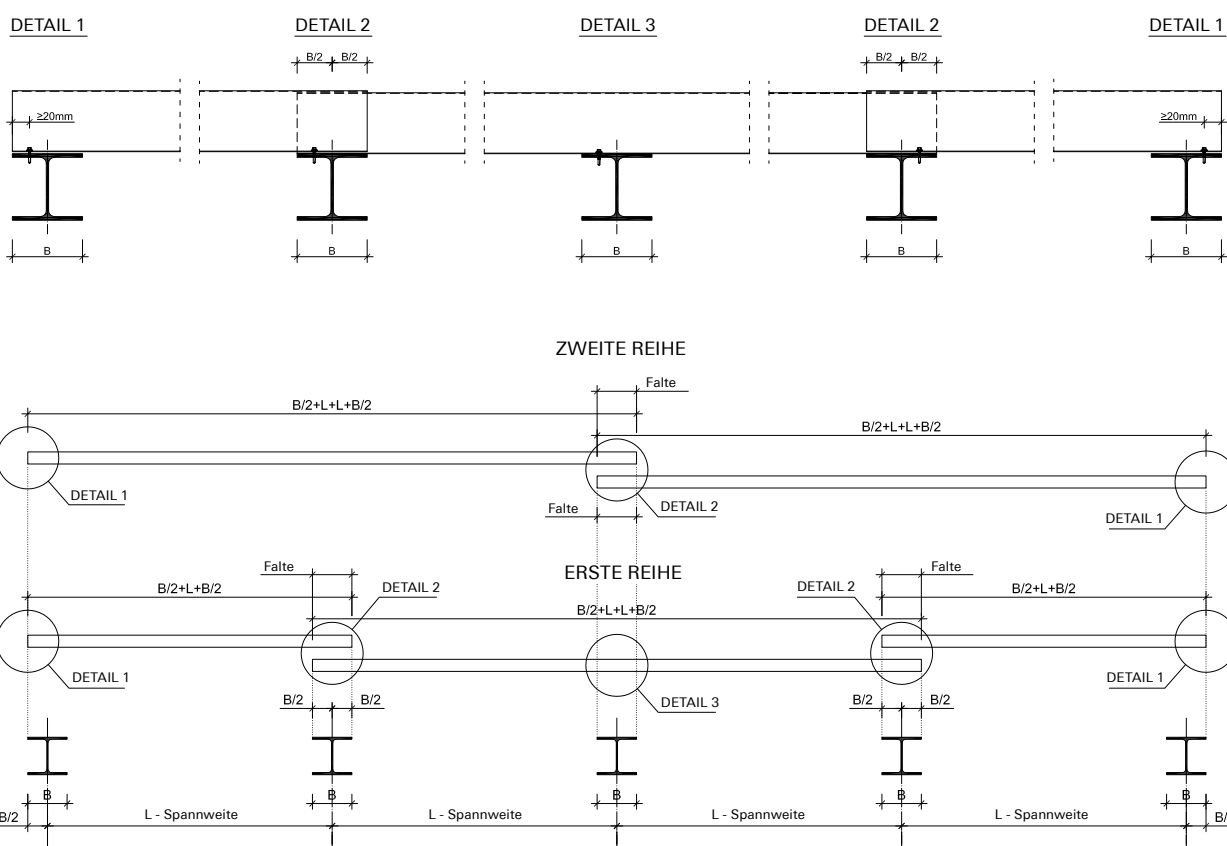 DETAIL 1 DETAIL 2 DETAIL 3 DETAIL 2 DETAIL 1
B/2 B/2 B/2 B/2
≥20mm ≥20mm
B B B B B
ZWEITE REIHE
Falte
B/2+L+L+B/2
B/2+L+L+B/2
DETAIL 1
DETAIL 2
Falte
DETAIL 1
ERSTE REIHE
Falte Falte
B/2+L+B/2 DETAIL 2 DETAIL 2 B/2+L+B/2
B/2+L+L+B/2
DETAIL 1 DETAIL 1
B/2 B/2 DETAIL 3 B/2 B/2
B B B B B
B/2 L - Spannweite L - Spannweite L - Spannweite L - Spannweite B/